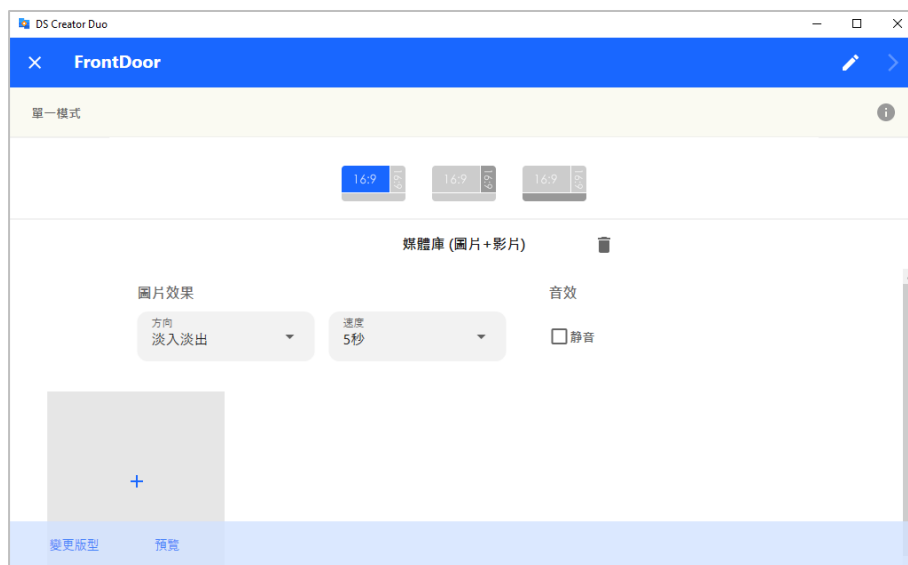 DS Creator Duo
FrontDoor
單一模式
16:9 16:9 16:9 16:9 16:9 16:9
媒體庫 (圖片+影片)
圖片效果 音效
方向 速度
淡入淡出 5秒 静音
變更版型 預覽